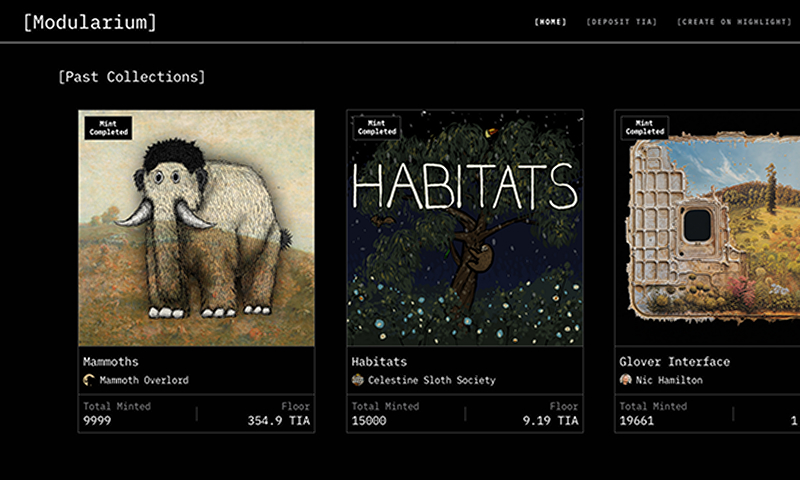 [Modularium]
[HOME] [DEPOSIT TIA] [CREATE ON HIGHLIGHT]
[Past Collections]
Mint
Completed
Mint
Completed
Mint
Completed
HABITATS
Mammoths
Mammoth Overlord
Total Minted
Floor
9999
354.9 TIA
Habitats
Celestine Sloth Society
Total Minted
Floor
15000
9.19 TIA
Glover Interface
Nic Hamilton
Total Minted
19661
1